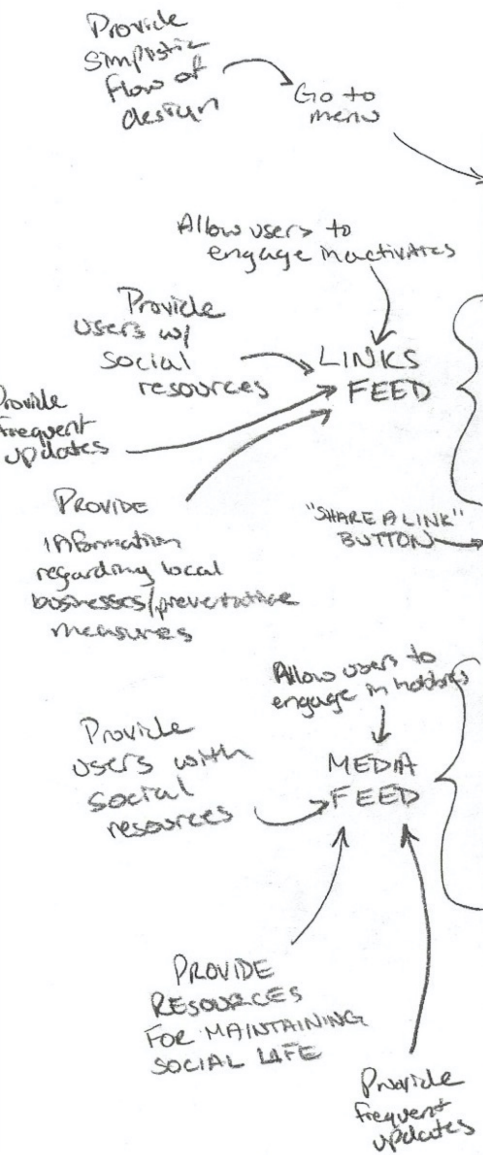 Provide
simplistic
flow of
design
Go to
menu
Allow users to
engage inactivites
Provide
users w/
social
resources
LINKS
FEED
Provide
frequent
updates
PROVIDE
information
regarding local
businesses/preventative
measures
"SHARE A LINK"
BUTTON
Allow users to
engage in hobbies
Provide
users with
social
resources
MEDIA
FEED
PROVIDE
RESOURCES
FOR MAINTAINING
SOCIAL LIFE
Provide
frequent
updates